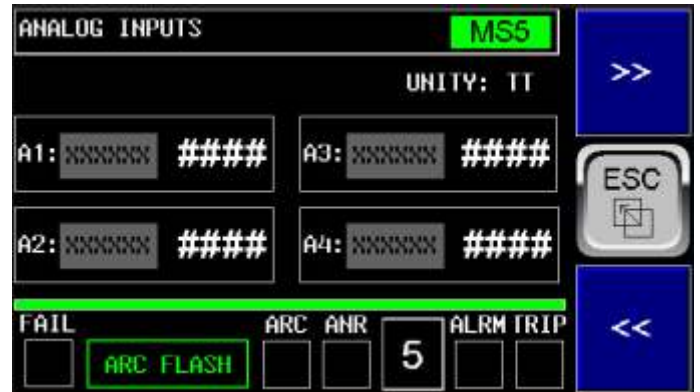 ANALOG INPUTS MS5
>>
UNITY: TT
A1: XXXXXX #### A3: XXXXXX ####
ESC
A2: XXXXXX #### A4: XXXXXX ####
FAIL ARC ANR ALRM TRIP
<<
ARC FLASH 5